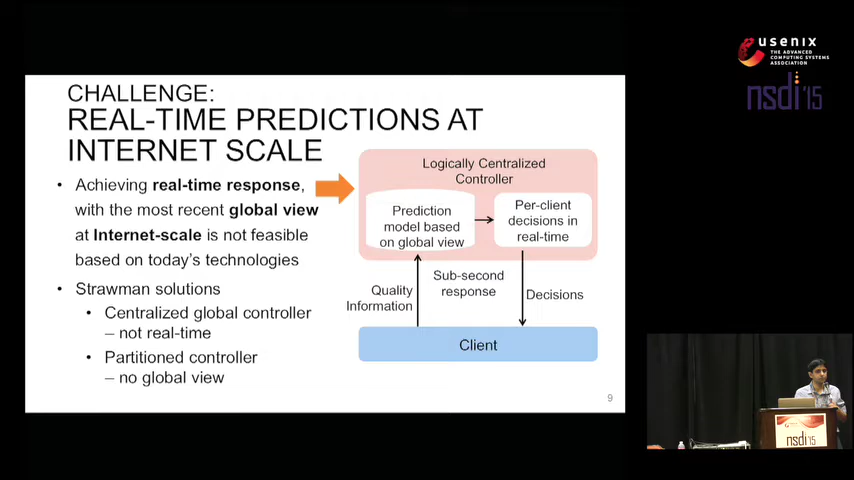 usenix
THE ADVANCED
COMPUTING SYSTEMS
ASSOCIATION
nsdi '15
CHALLENGE:
REAL-TIME PREDICTIONS AT
INTERNET SCALE
• Achieving real-time response,
with the most recent global view
at Internet-scale is not feasible
based on today's technologies
• Strawman solutions
• Centralized global controller
– not real-time
• Partitioned controller
– no global view
Logically Centralized
Controller
Prediction
model based
on global view
Per-client
decisions in
real-time
Quality
Information
Sub-second
response
Decisions
Client
9
nsdi'15